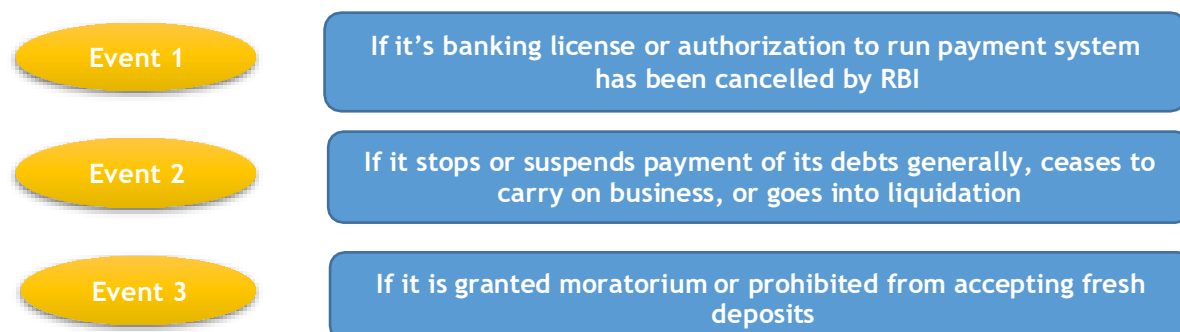 Event 1
If it's banking license or authorization to run payment system
has been cancelled by RBI
Event 2
If it stops or suspends payment of its debts generally, ceases to
carry on business, or goes into liquidation
Event 3
If it is granted moratorium or prohibited from accepting fresh
deposits